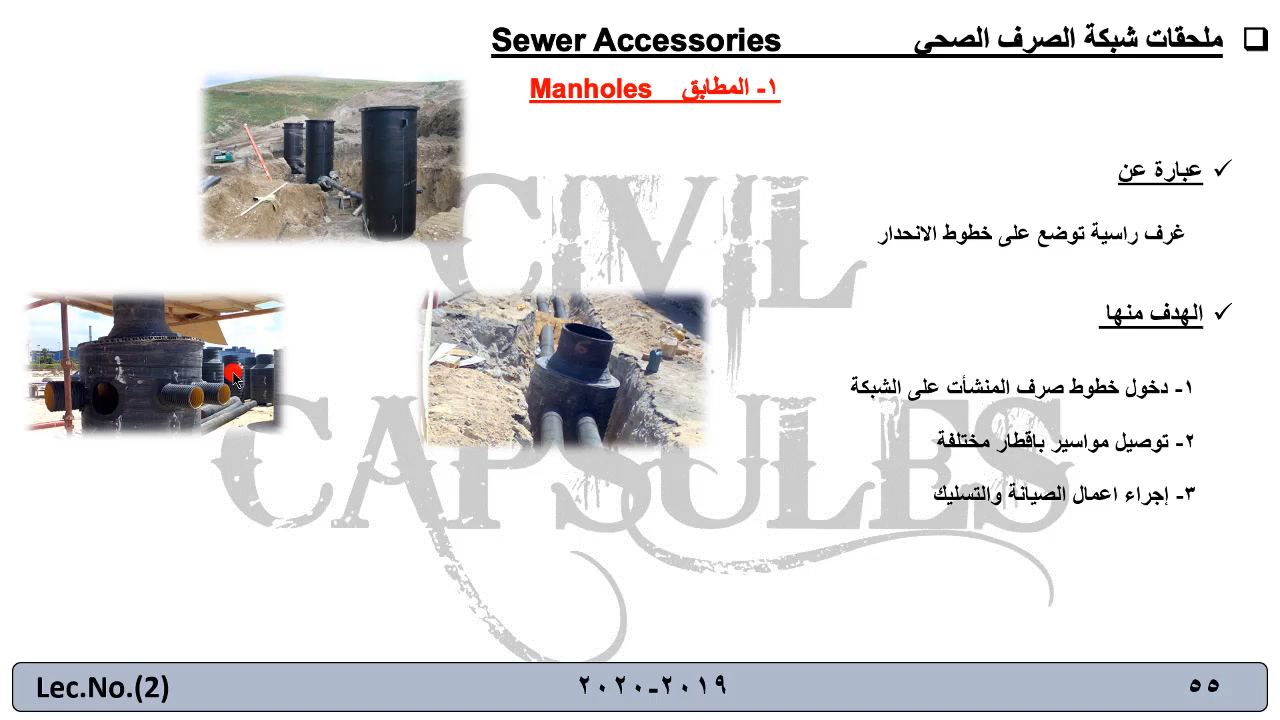 ❑ ملحقات شبكة الصرف الصحي Sewer Accessories
١- المطابق Manholes
✓ عبارة عن
غرف راسية توضع على خطوط الانحدار
✓ الهدف منها
١- دخول خطوط صرف المنشأت على الشبكة
٢- توصيل مواسير باقطار مختلفة
٣- إجراء اعمال الصيانة والتسليك
CIVIL
CAPSULES
Lec.No.(2) ٢٠١٩-٢٠٢٠ ٥٥